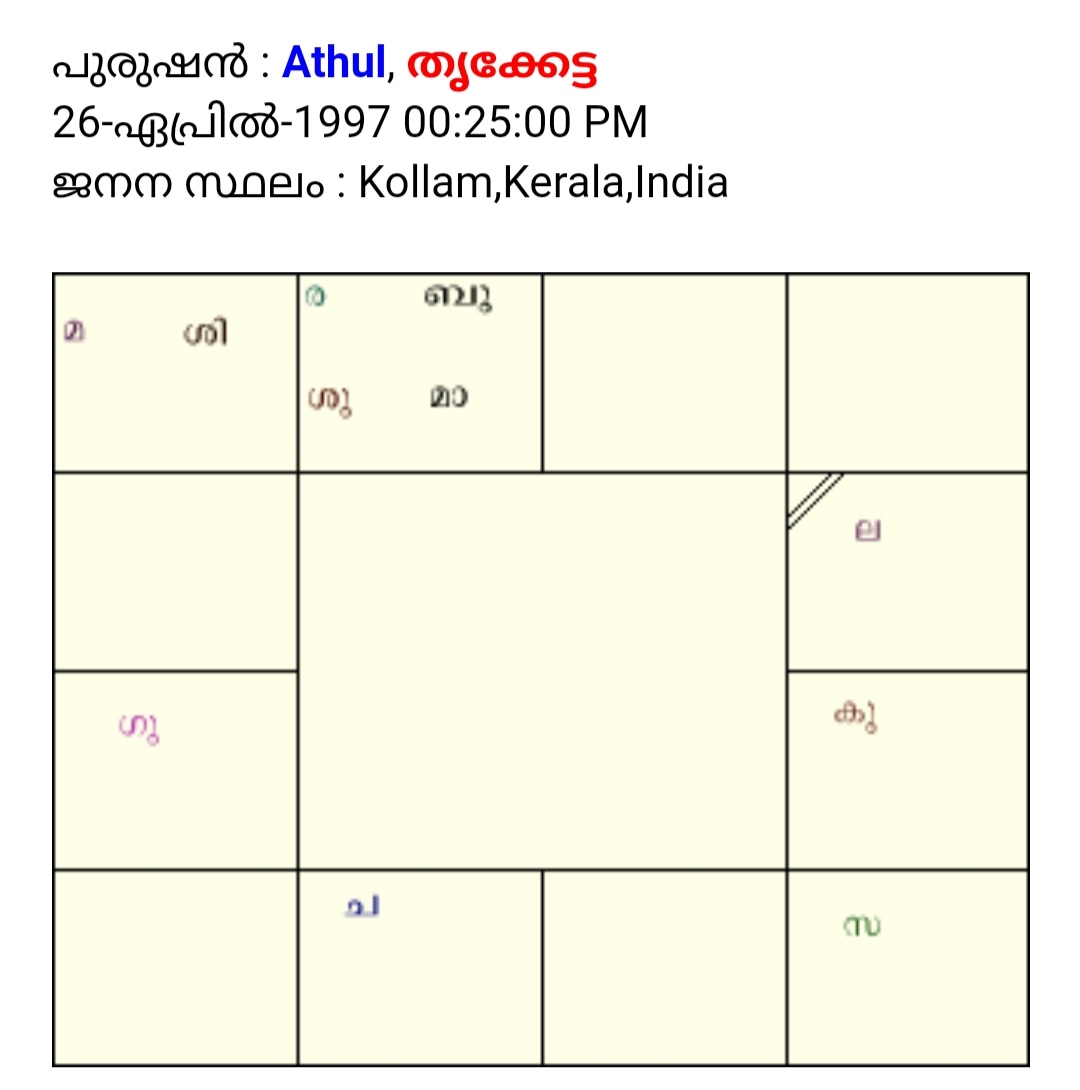 പുരുഷൻ : Athul, തൃക്കേട്ട
26-ഏപ്രിൽ-1997 00:25:00 PM
ജനന സ്ഥലം : Kollam,Kerala,India
മ ശി ര ബു
ശു മാ
ല
ഗു കു
ച സ